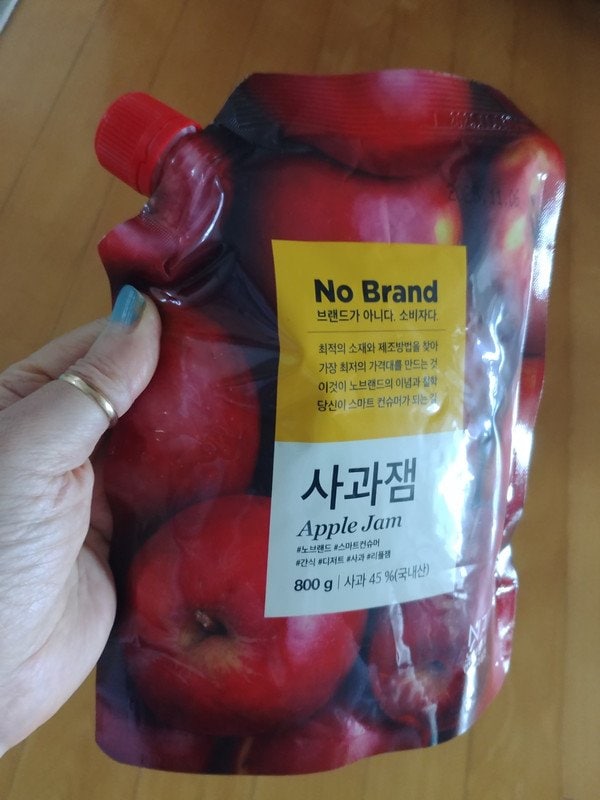 No Brand
브랜드가 아니다. 소비자다.
최적의 소재와 제조방법을 찾아
가장 최저의 가격대를 만드는 것
이것이 노브랜드의 이념과 철학
당신이 스마트 컨슈머가 되는 길
사과잼
Apple Jam
#노브랜드 #스마트컨슈머
#간식 #디저트 #사과 #리필잼
800 g | 사과 45 %(국내산)